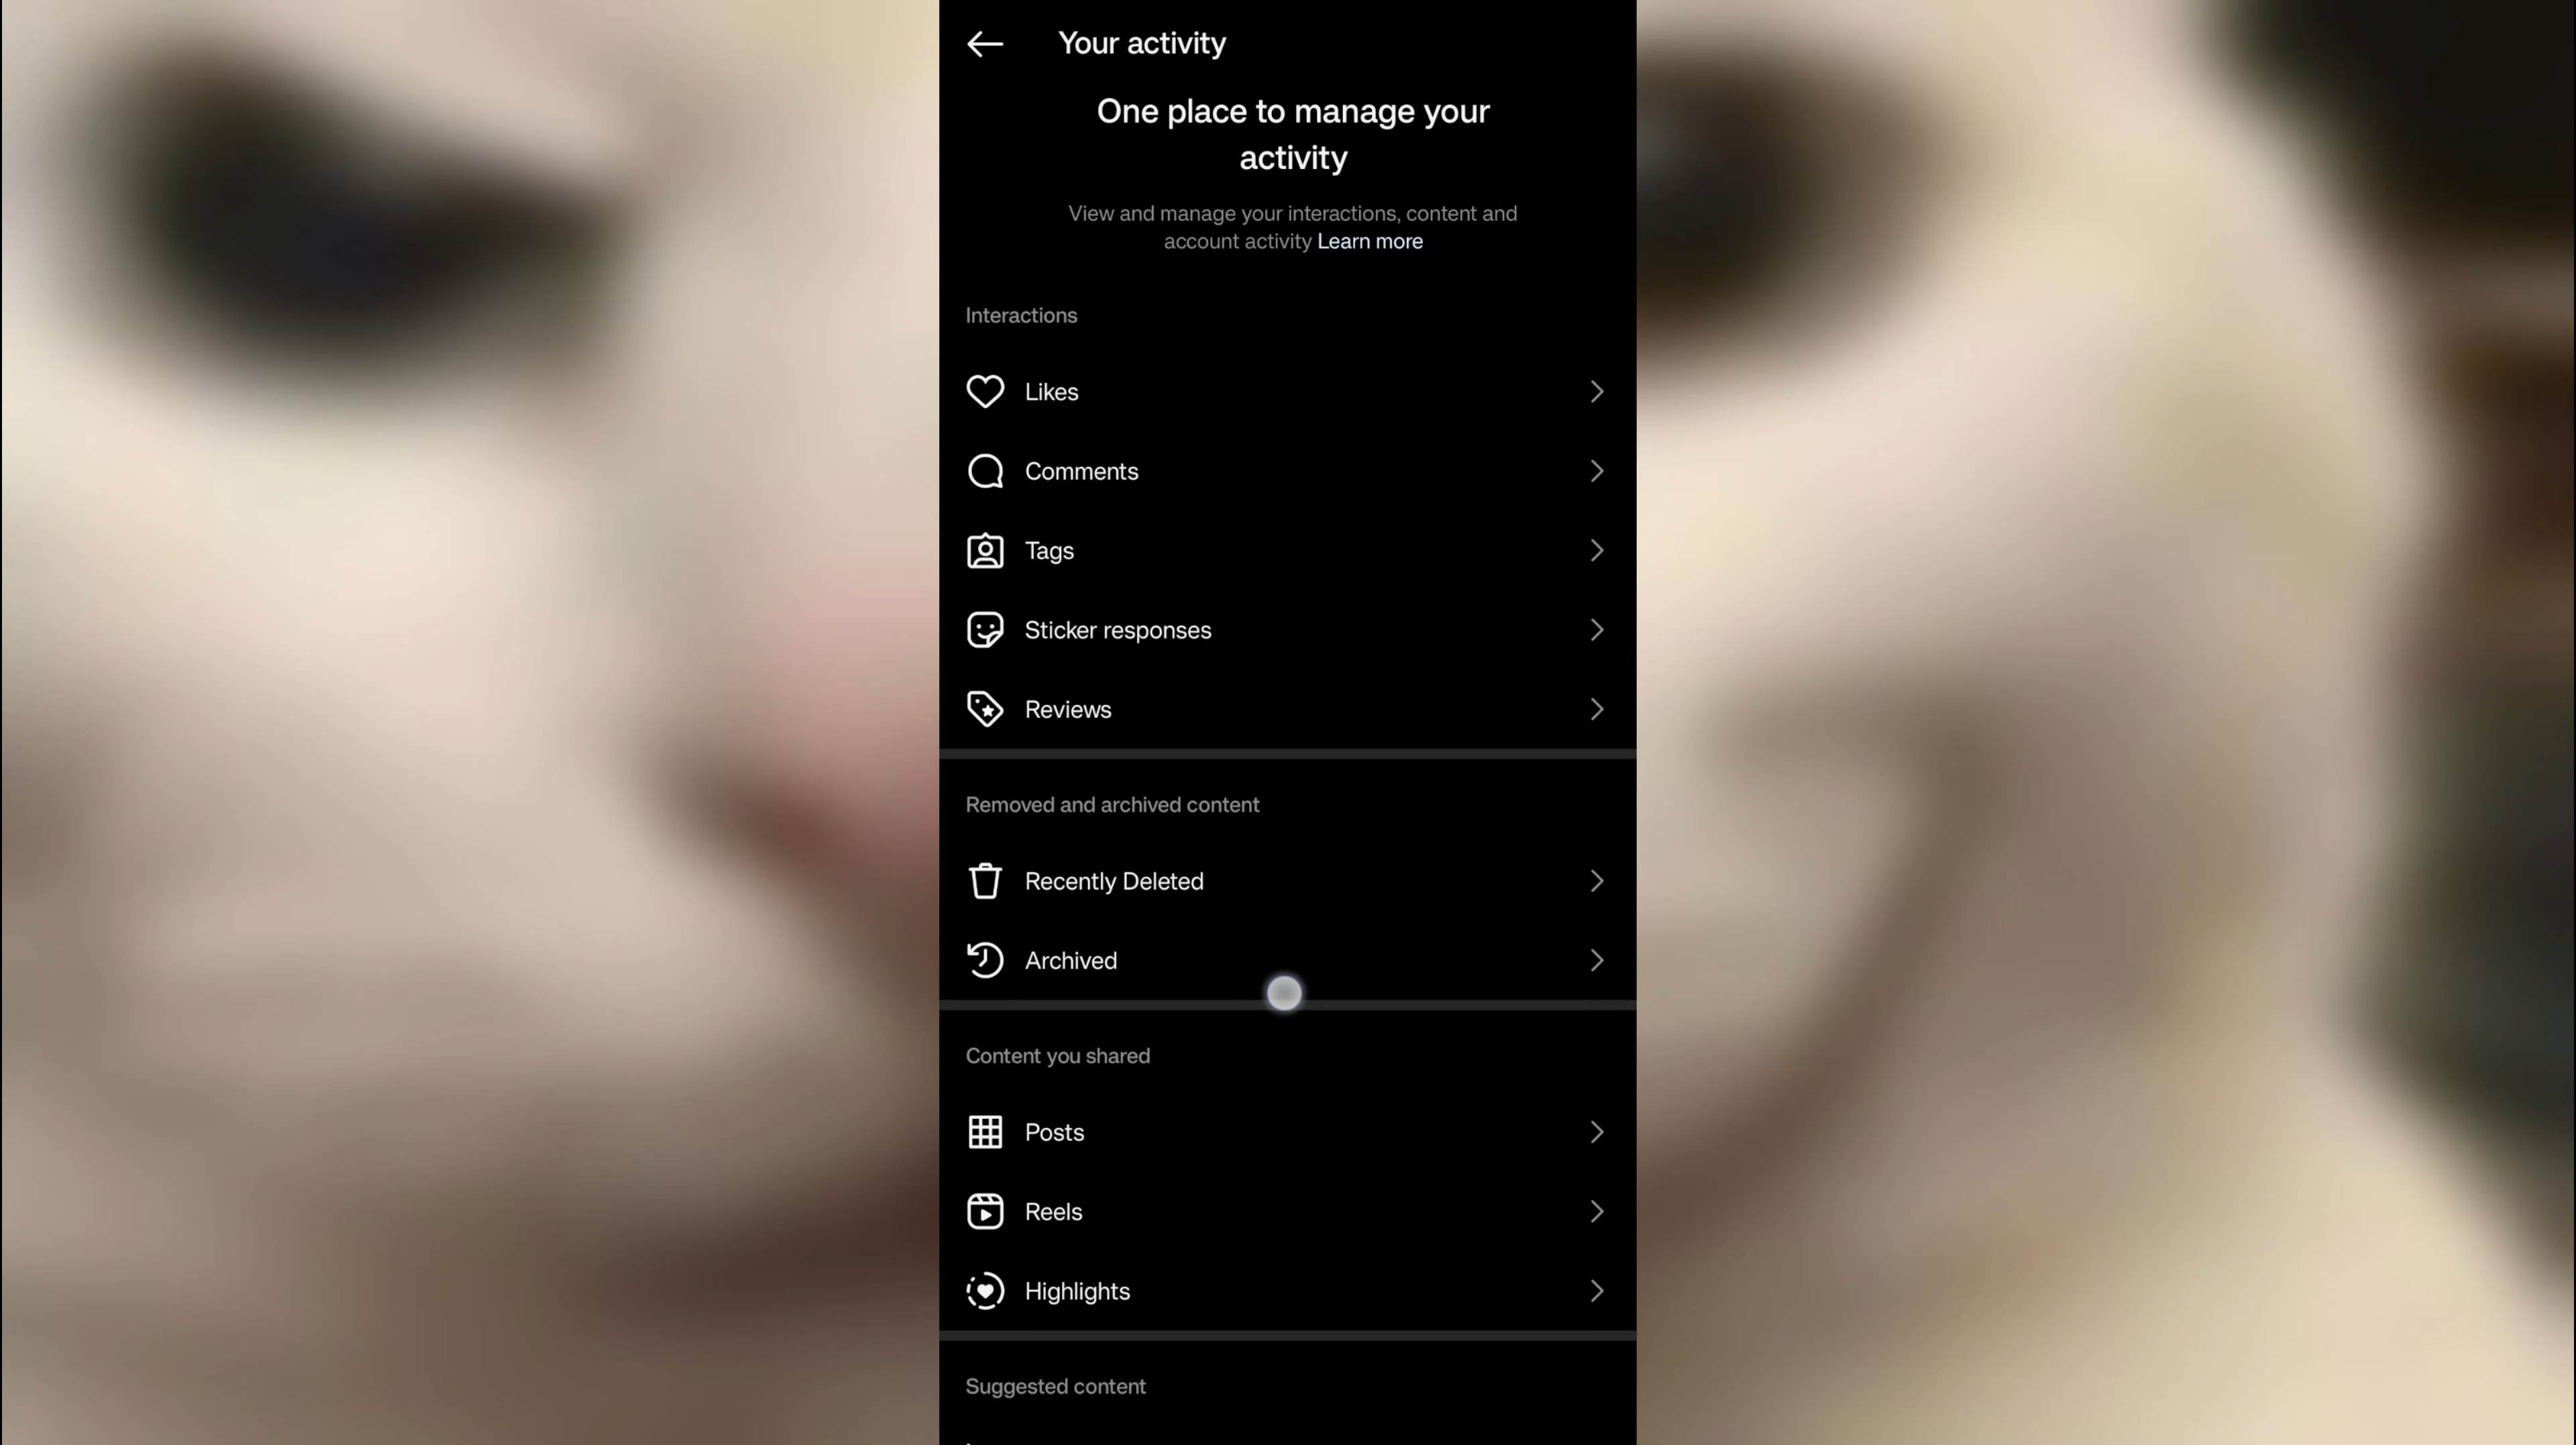 Your activity
One place to manage your
activity
View and manage your interactions, content and
account activity Learn more
Interactions
Likes
Comments
Tags
Sticker responses
Reviews
Removed and archived content
Recently Deleted
Archived
Content you shared
Posts
Reels
Highlights
Suggested content